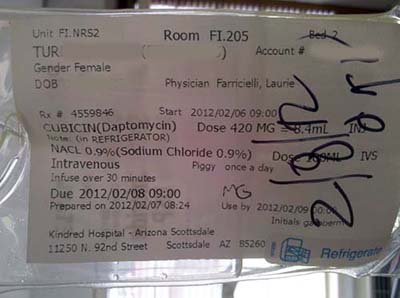 Unit FI.NRS2 Room FI.205 Bed 2
TUR Account #
Gender Female
DOB Physician Farricielli, Laurie
Rx # 4559846 Start 2012/02/06 09:00
CUBICIN(Daptomycin) Dose 420 MG = 8.4mL INJ
Note: (in REFRIGERATOR)
NACL 0.9%(Sodium Chloride 0.9%) Dose 100ML IVS
Intravenous Piggy once a day
Infuse over 30 minutes
Due 2012/02/08 09:00 MG
Prepared on 2012/02/07 08:24 Use by 2012/02/09
Initials
Kindred Hospital - Arizona Scottsdale
11250 N. 92nd Street Scottsdale AZ 85260
Refrigerate